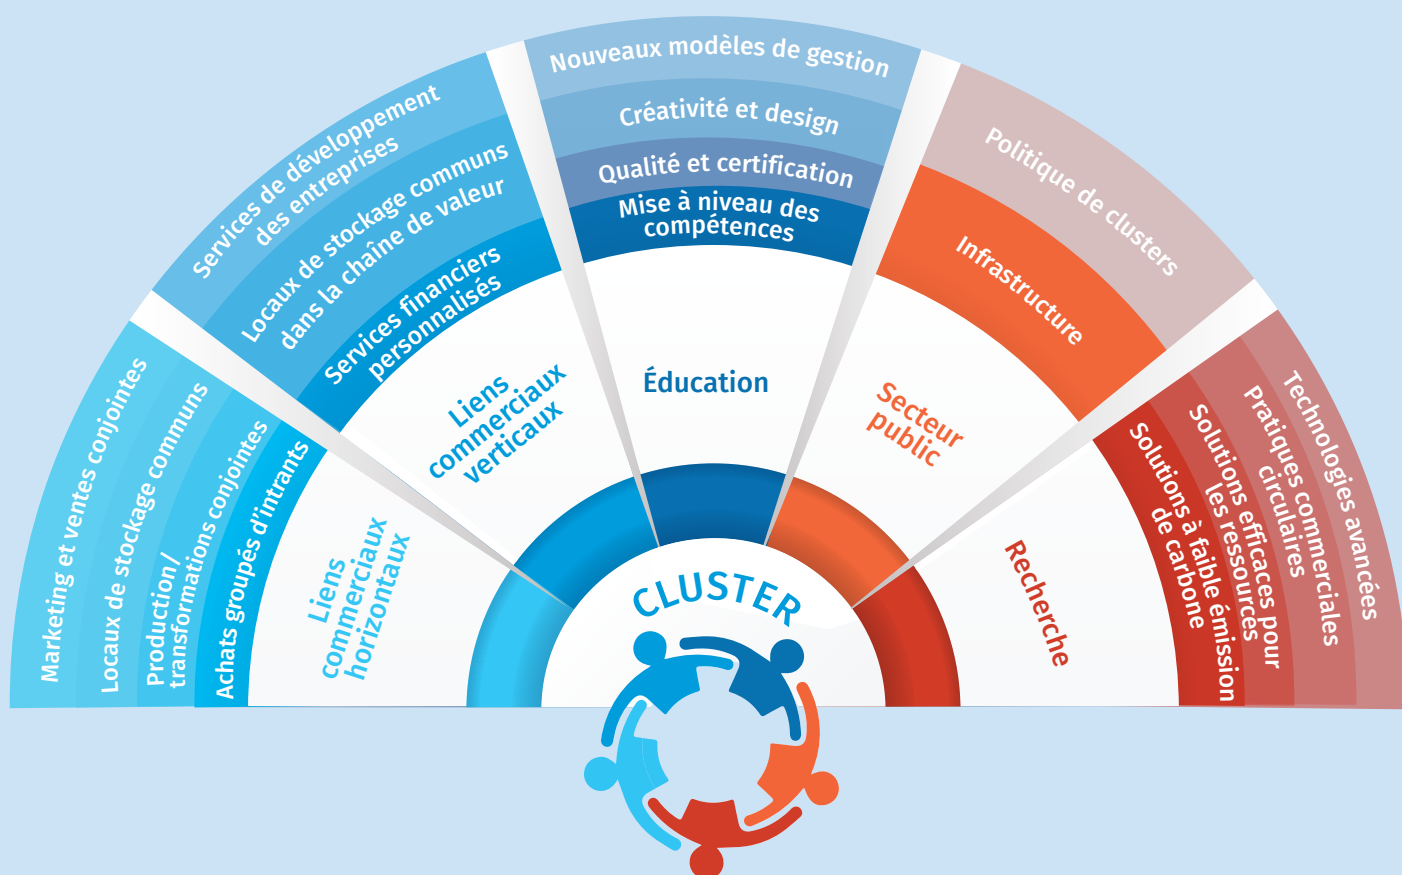 Marketing et ventes conjointes
Locaux de stockage communs
Production /
transformations conjointes
Achats groupés d'intrants
Liens
commerciaux
horizontaux
Services de développement
des entreprises
Locaux de stockage communs
dans la chaîne de valeur
Services financiers
personnalisés
Liens
commerciaux
verticaux
Nouveaux modèles de gestion
Créativité et design
Qualité et certification
Mise à niveau des
compétences
Éducation
Politique de clusters
Infrastructure
Secteur
public
Technologies avancées
Pratiques commerciales
circulaires
Solutions efficaces pour
les ressources
Solutions à faible émission
de carbone
Recherche
CLUSTER